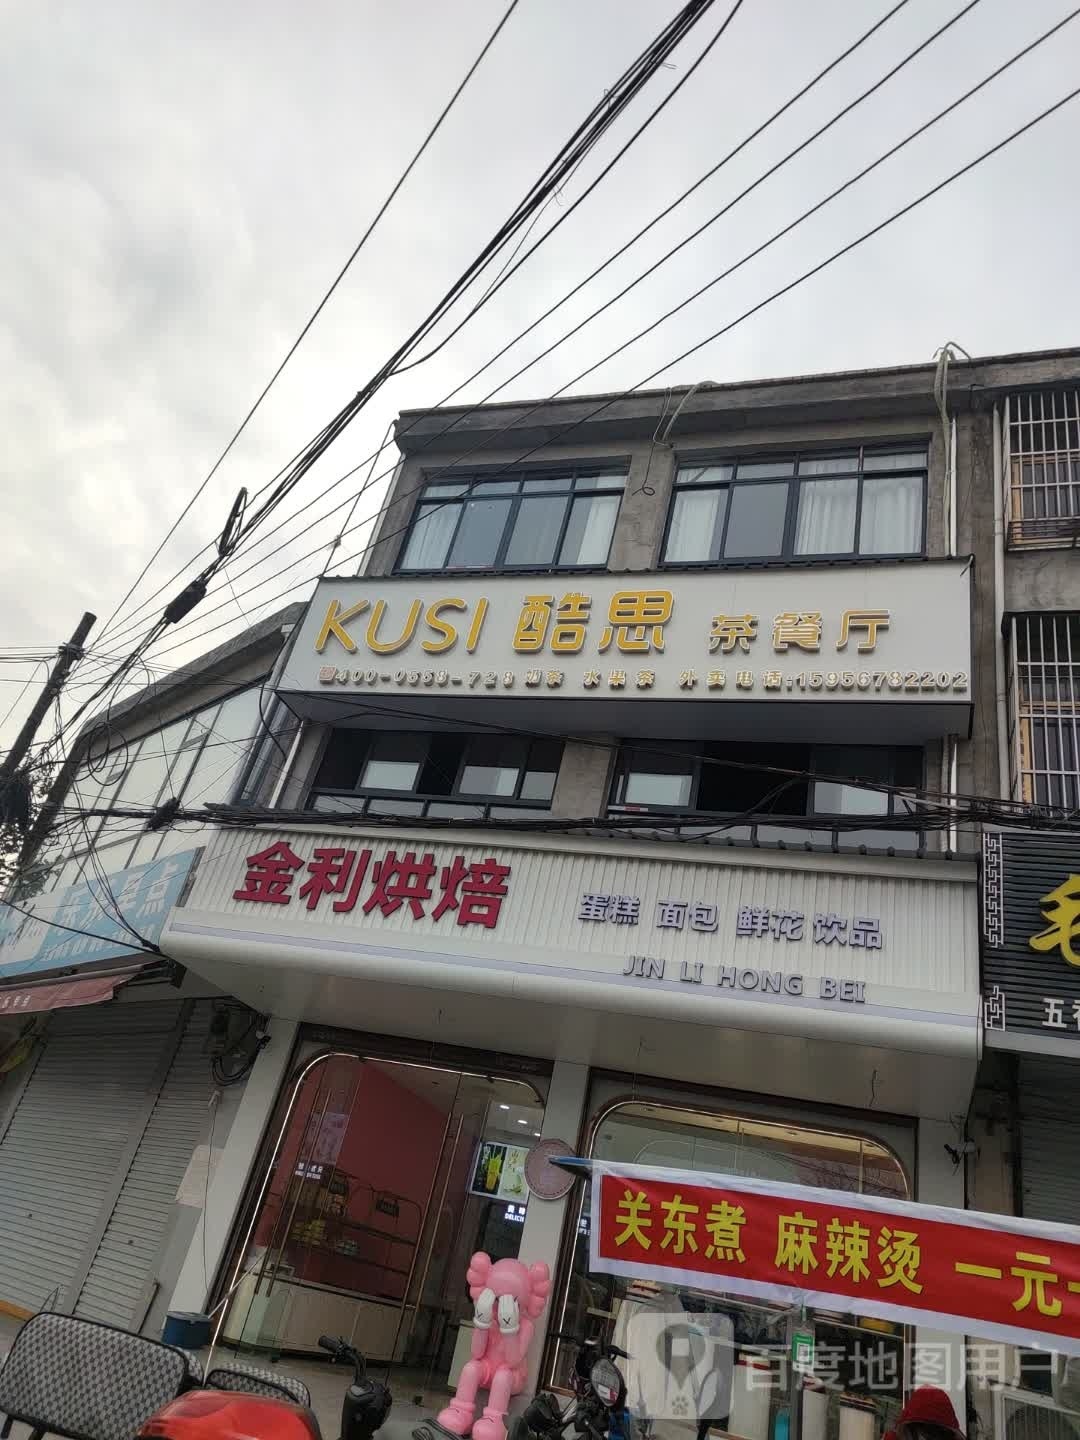 KUSI 酷思 茶餐厅
400-0558-728 奶茶 水果茶 外卖电话:15956782202
金利烘焙
蛋糕 面包 鲜花 饮品
JIN LI HONG BEI
五
关东煮 麻辣烫 一元
百度地图用户